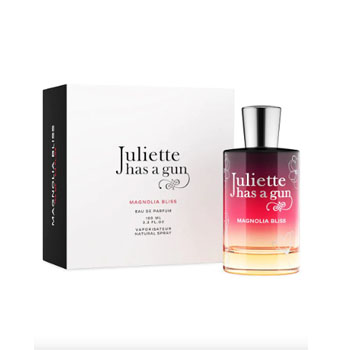 MAGNOLIA BLISS
Juliette
has a gun
MAGNOLIA BLISS
EAU DE PARFUM
100 ML
3.3 FL.OZ
VAPORISATEUR
NATURAL SPRAY
Juliette
has a gun
MAGNOLIA BLISS